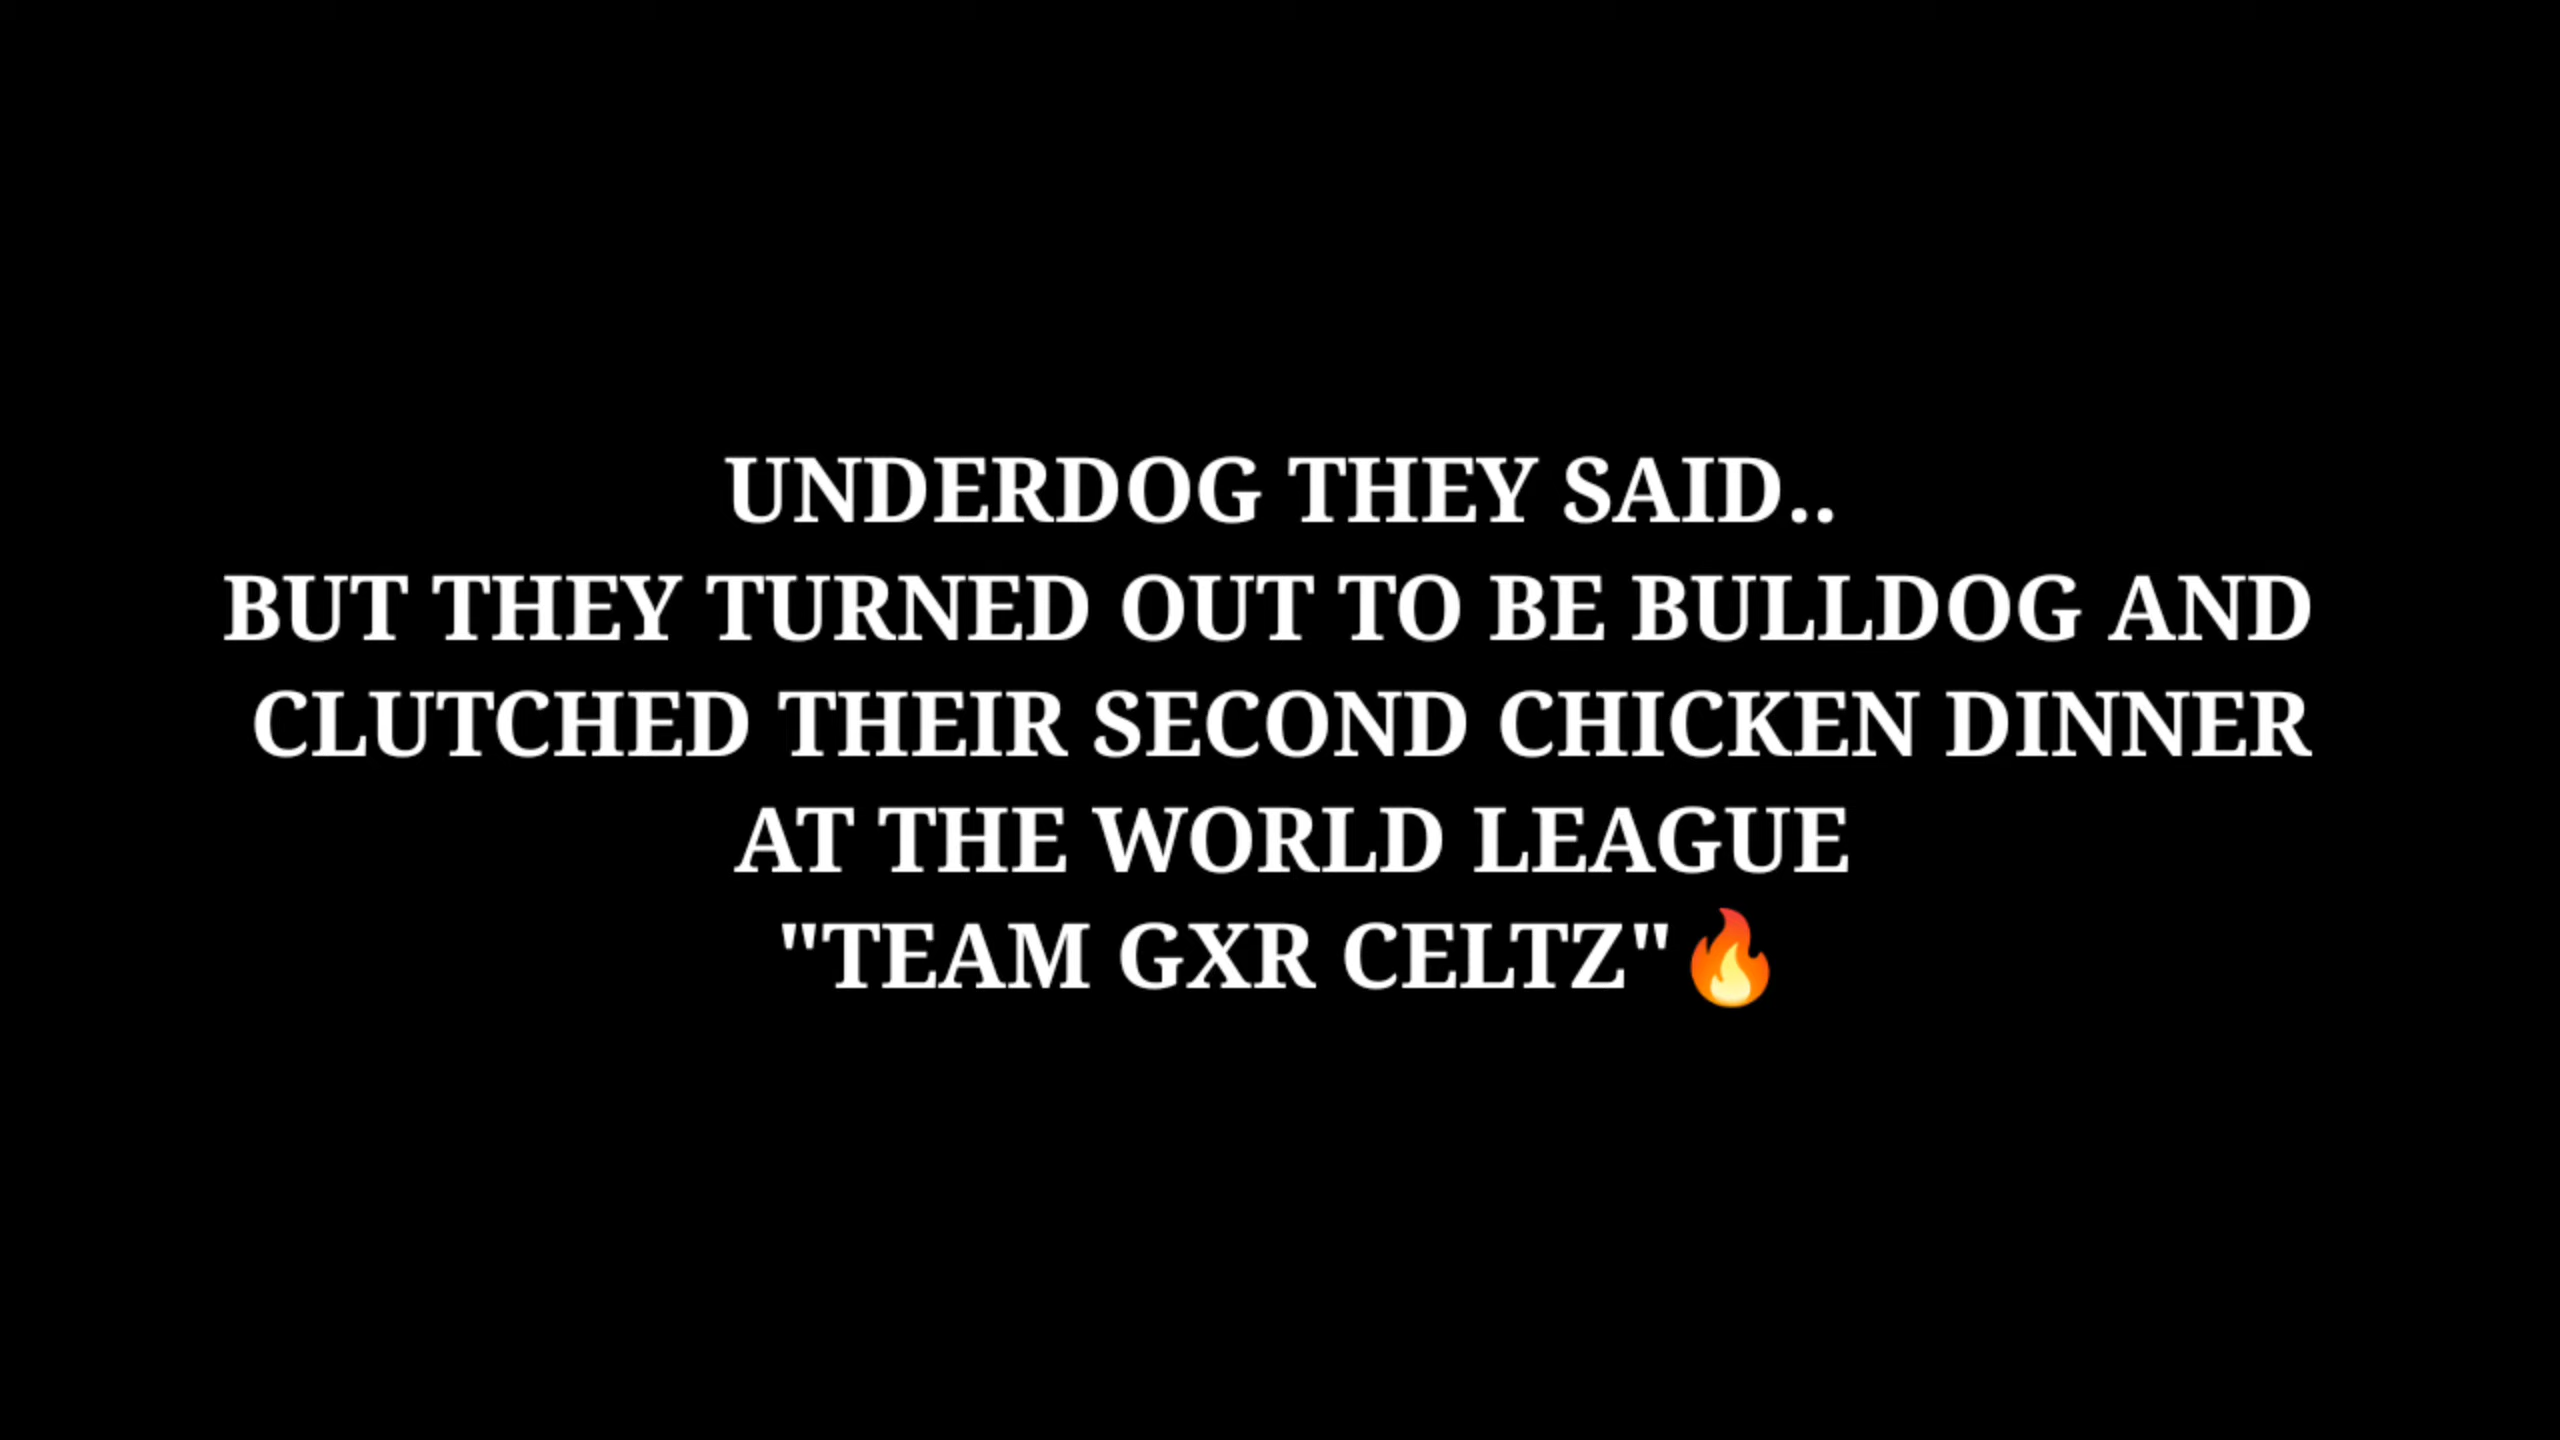 UNDERDOG THEY SAID..
BUT THEY TURNED OUT TO BE BULLDOG AND
CLUTCHED THEIR SECOND CHICKEN DINNER
AT THE WORLD LEAGUE
"TEAM GXR CELTZ"🔥